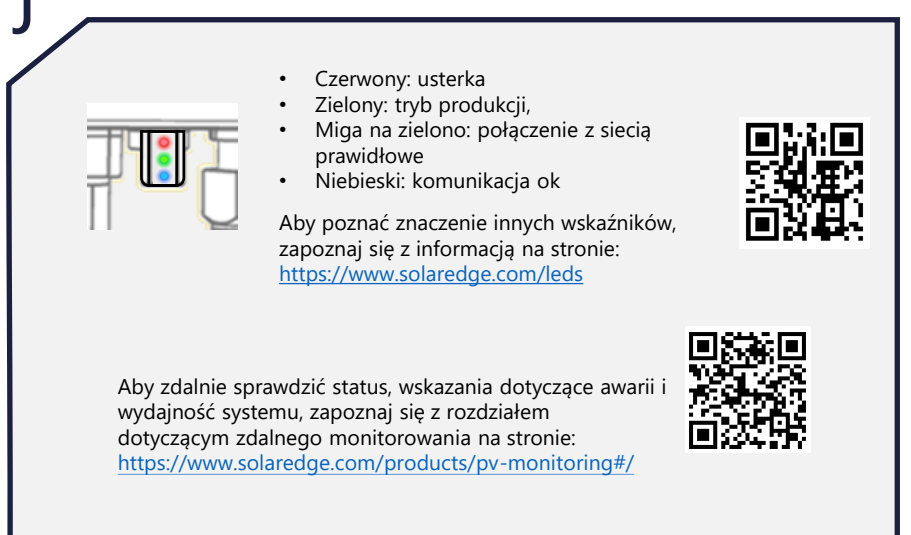 • Czerwony: usterka
• Zielony: tryb produkcji,
• Miga na zielono: połączenie z siecią
prawidłowe
• Niebieski: komunikacja ok
Aby poznać znaczenie innych wskaźników,
zapoznaj się z informacją na stronie:
https://www.solaredge.com/leds
Aby zdalnie sprawdzić status, wskazania dotyczące awarii i
wydajność systemu, zapoznaj się z rozdziałem
dotyczącym zdalnego monitorowania na stronie:
https://www.solaredge.com/products/pv-monitoring#/